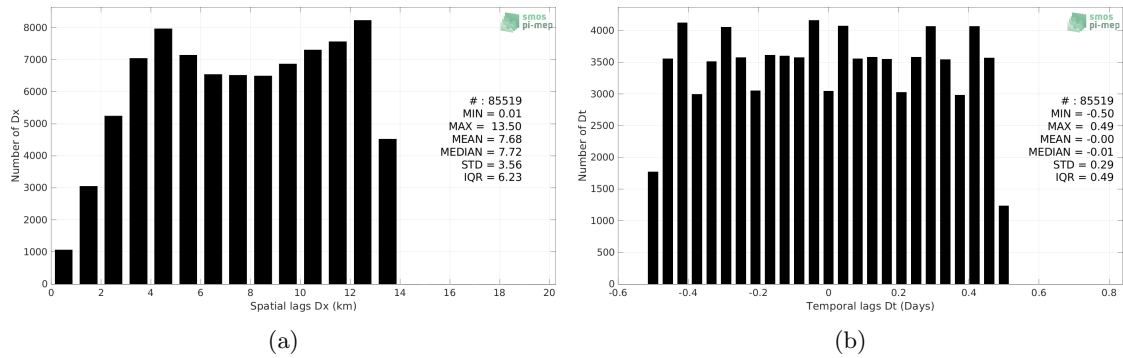 smos
pi-mep
8000
7000
6000
5000
4000
3000
2000
1000
0
Number of Dx
# : 85519
MIN = 0.01
MAX = 13.50
MEAN = 7.68
MEDIAN = 7.72
STD = 3.56
IQR = 6.23
0 2 4 6 8 10 12 14 16 18 20
Spatial lags Dx (km)
(a)
smos
pi-mep
4000
3500
3000
2500
2000
1500
1000
500
0
Number of Dt
# : 85519
MIN = -0.50
MAX = 0.49
MEAN = -0.00
MEDIAN = -0.01
STD = 0.29
IQR = 0.49
-0.6 -0.4 -0.2 0 0.2 0.4 0.6 0.8
Temporal lags Dt (Days)
(b)